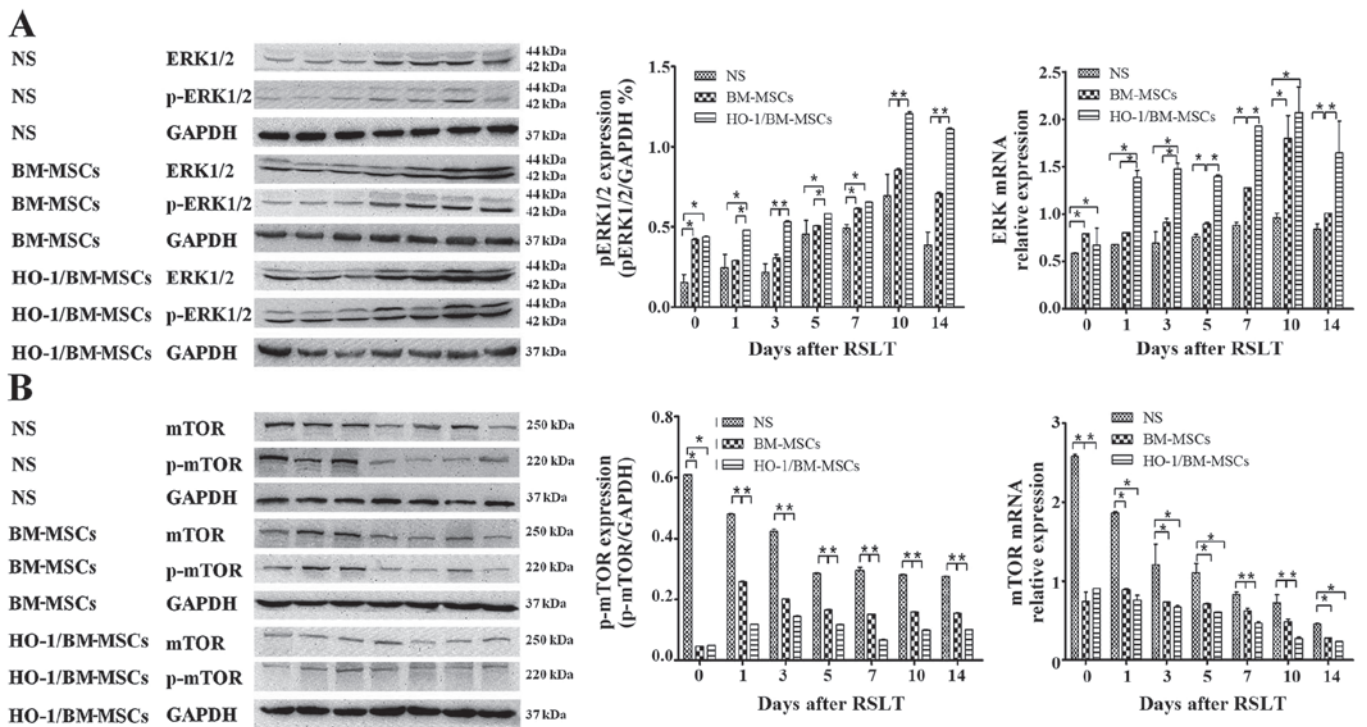 A
NS ERK1/2 44 kDa
42 kDa
NS p-ERK1/2 44 kDa
42 kDa
NS GAPDH 37 kDa
BM-MSCs ERK1/2 44 kDa
42 kDa
BM-MSCs p-ERK1/2 44 kDa
42 kDa
BM-MSCs GAPDH 37 kDa
HO-1/BM-MSCs ERK1/2 44 kDa
42 kDa
HO-1/BM-MSCs p-ERK1/2 44 kDa
42 kDa
HO-1/BM-MSCs GAPDH 37 kDa
pERK1/2 expression
(pERK1/2/GAPDH %)
1.5
1.0
0.5
0.0
NS
BM-MSCs
HO-1/BM-MSCs
* * * * * * * * * * * * * *
0 1 3 5 7 10 14
Days after RSLT
ERK mRNA
relative expression
2.5
2.0
1.5
1.0
0.5
0.0
NS
BM-MSCs
HO-1/BM-MSCs
* * * * * * * * * * * * * *
0 1 3 5 7 10 14
Days after RSLT
B
NS mTOR 250 kDa
NS p-mTOR 220 kDa
NS GAPDH 37 kDa
BM-MSCs mTOR 250 kDa
BM-MSCs p-mTOR 220 kDa
BM-MSCs GAPDH 37 kDa
HO-1/BM-MSCs mTOR 250 kDa
HO-1/BM-MSCs p-mTOR 220 kDa
HO-1/BM-MSCs GAPDH 37 kDa
p-mTOR expression
(p-mTOR/GAPDH)
0.8
0.6
0.4
0.2
0.0
NS
BM-MSCs
HO-1/BM-MSCs
* * * * * * * * * * * * * *
0 1 3 5 7 10 14
Days after RSLT
mTOR mRNA
relative expression
3
2
1
0
NS
BM-MSCs
HO-1/BM-MSCs
* * * * * * * * * * * * * *
0 1 3 5 7 10 14
Days after RSLT